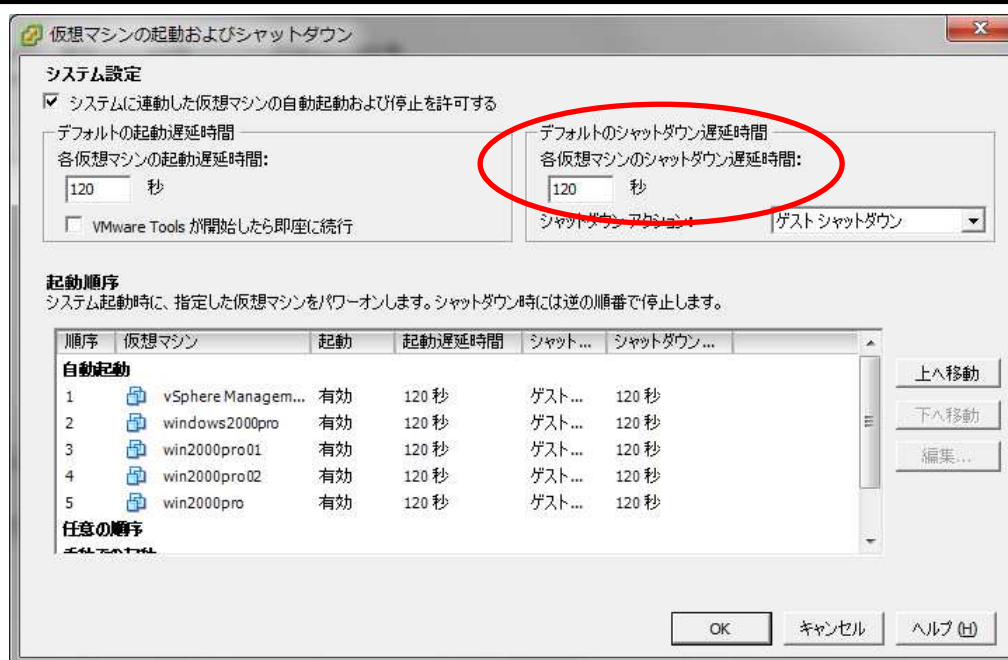 仮想マシンの起動およびシャットダウン
システム設定
システムに連動した仮想マシンの自動起動および停止を許可する
デフォルトの起動遅延時間
各仮想マシンの起動遅延時間:
120 秒
VMware Tools が開始したら即座に続行
デフォルトのシャットダウン遅延時間
各仮想マシンのシャットダウン遅延時間:
120 秒
シャットダウン アクション: ゲスト シャットダウン
起動順序
システム起動時に、指定した仮想マシンをパワーオンします。シャットダウン時には逆の順番で停止します。
順序 仮想マシン 起動 起動遅延時間 シャット... シャットダウン...
自動起動
1 vSphere Managem... 有効 120 秒 ゲスト... 120 秒
2 windows2000pro 有効 120 秒 ゲスト... 120 秒
3 win2000pro01 有効 120 秒 ゲスト... 120 秒
4 win2000pro02 有効 120 秒 ゲスト... 120 秒
5 win2000pro 有効 120 秒 ゲスト... 120 秒
任意の順序
上へ移動
下へ移動
編集...
OK キャンセル ヘルプ (H)